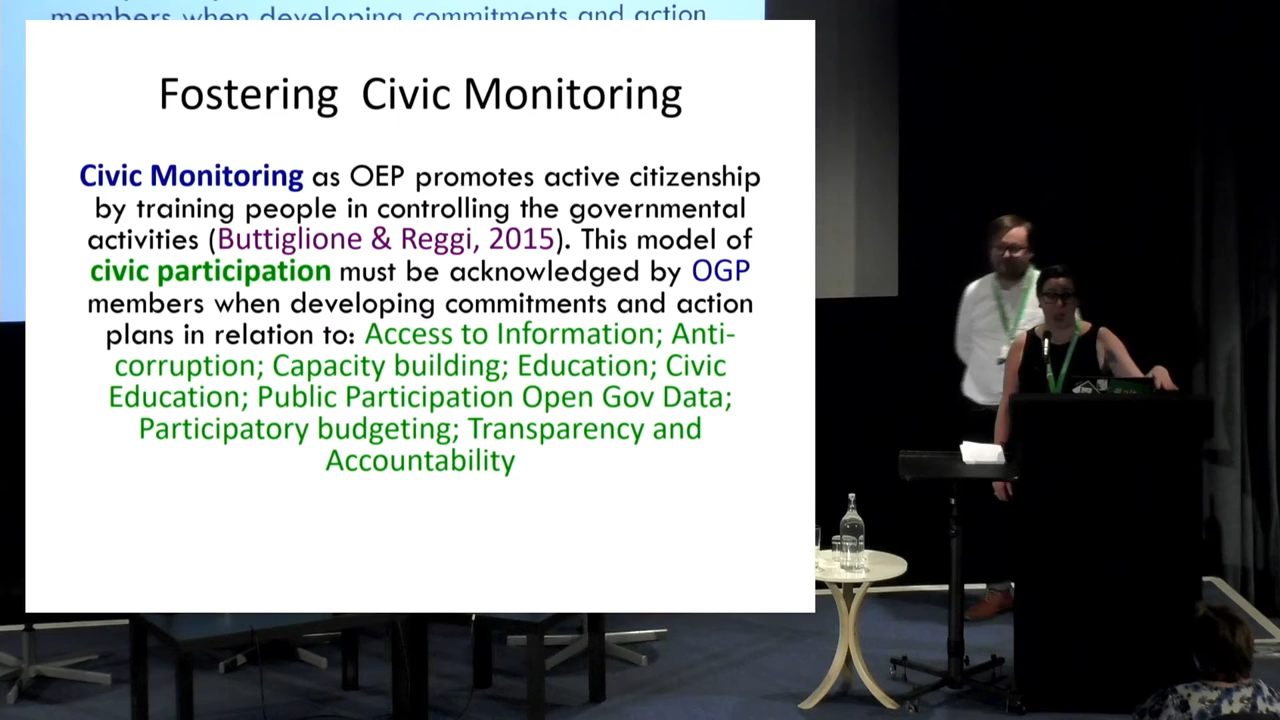 members when developing commitments and action
Fostering  Civic Monitoring
Civic Monitoring as OEP promotes active citizenship
by training people in controlling the governmental
activities (Buttiglione & Reggi, 2015). This model of
civic participation must be acknowledged by OGP
members when developing commitments and action
plans in relation to: Access to Information; Anti-
corruption; Capacity building; Education; Civic
Education; Public Participation Open Gov Data;
Participatory budgeting; Transparency and
Accountability